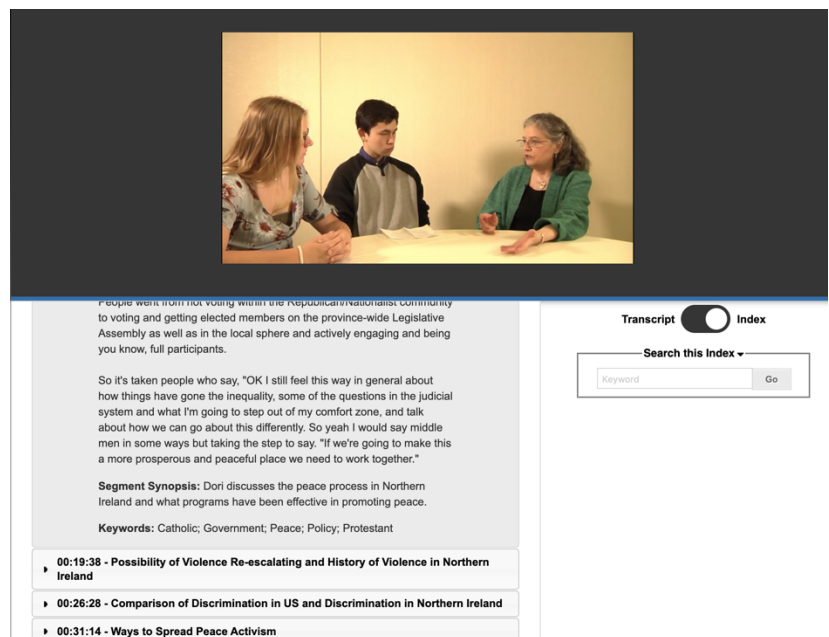 People went from not voting within the Republican/Nationalist community
to voting and getting elected members on the province-wide Legislative
Assembly as well as in the local sphere and actively engaging and being
you know, full participants.
So it's taken people who say, "OK I still feel this way in general about
how things have gone the inequality, some of the questions in the judicial
system and what I'm going to step out of my comfort zone, and talk
about how we can go about this differently. So yeah I would say middle
men in some ways but taking the step to say. "If we're going to make this
a more prosperous and peaceful place we need to work together."
Segment Synopsis: Dori discusses the peace process in Northern
Ireland and what programs have been effective in promoting peace.
Keywords: Catholic; Government; Peace; Policy; Protestant
00:19:38 - Possibility of Violence Re-escalating and History of Violence in Northern
Ireland
00:26:28 - Comparison of Discrimination in US and Discrimination in Northern Ireland
00:31:14 - Ways to Spread Peace Activism
Transcript Index
Search this Index
Keyword Go